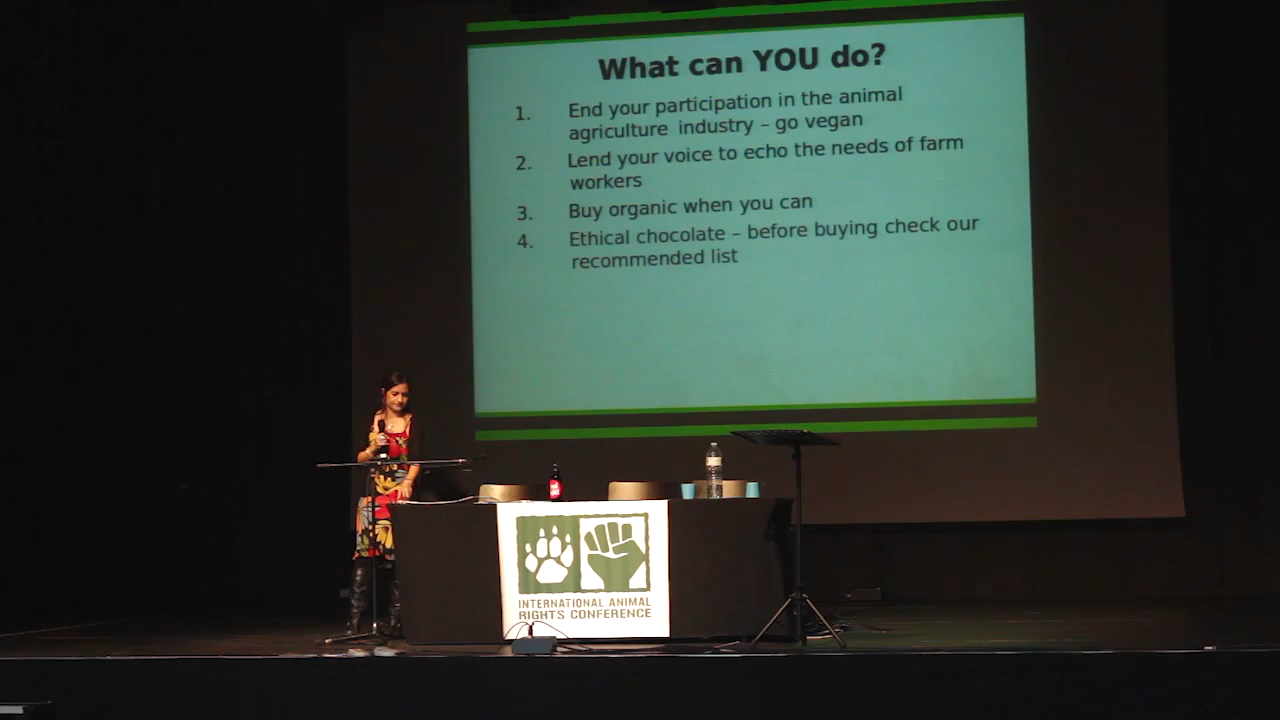 What can YOU do?
1. End your participation in the animal
agriculture industry – go vegan
2. Lend your voice to echo the needs of farm
workers
3. Buy organic when you can
4. Ethical chocolate – before buying check our
recommended list
INTERNATIONAL ANIMAL
RIGHTS CONFERENCE